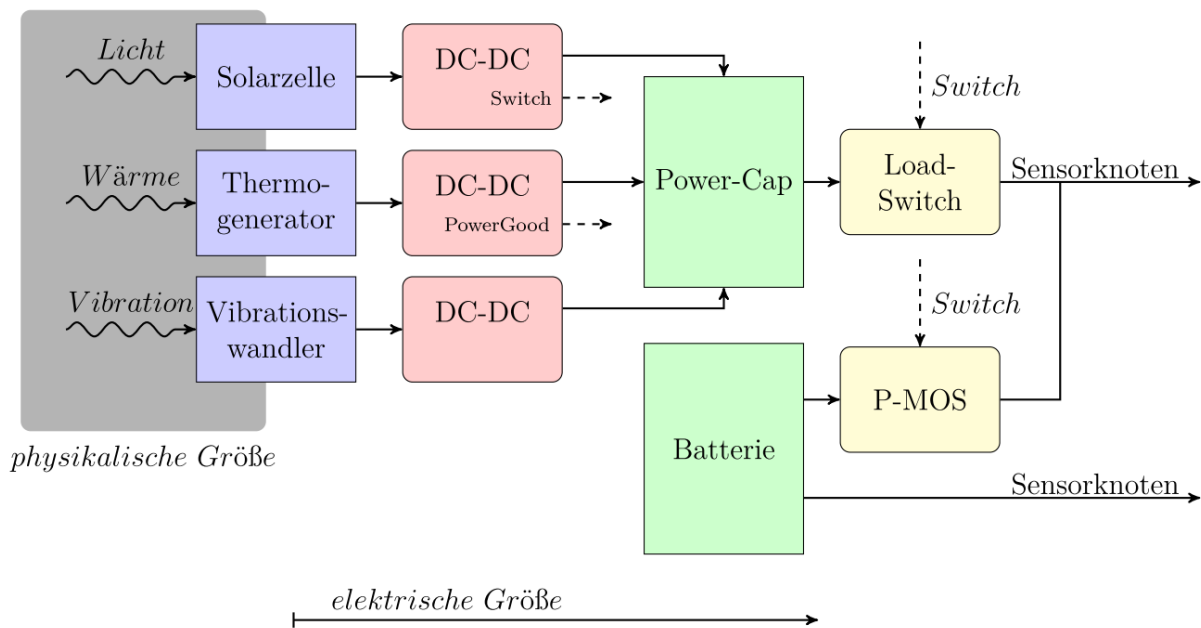 Licht
Solarzelle
DC-DC
Switch
Wärme
Thermo-
generator
DC-DC
PowerGood
Vibration
Vibrations-
wandler
DC-DC
physikalische Größe
Power-Cap
Switch
Load-
Switch
Sensorknoten
Batterie
Switch
P-MOS
Sensorknoten
elektrische Größe